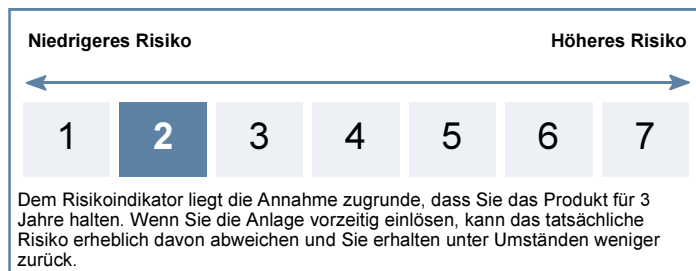 Niedrigeres Risiko Höheres Risiko
1 2 3 4 5 6 7
Dem Risikoindikator liegt die Annahme zugrunde, dass Sie das Produkt für 3
Jahre halten. Wenn Sie die Anlage vorzeitig einlösen, kann das tatsächliche
Risiko erheblich davon abweichen und Sie erhalten unter Umständen weniger
zurück.